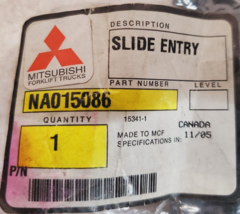 DESCRIPTION
SLIDE ENTRY
MITSUBISHI
FORKLIFT TRUCKS
PART NUMBER
LEVEL
NA015086
QUANTITY
15341-1
1
CANADA
MADE TO MCF
SPECIFICATIONS IN: 11/05
P/N